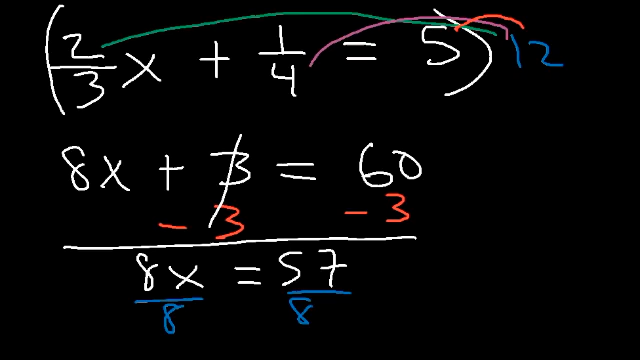 (2/3 x + 1/4 = 5) 12
8x + 3 = 60
- 3 - 3
8x = 57
8 8